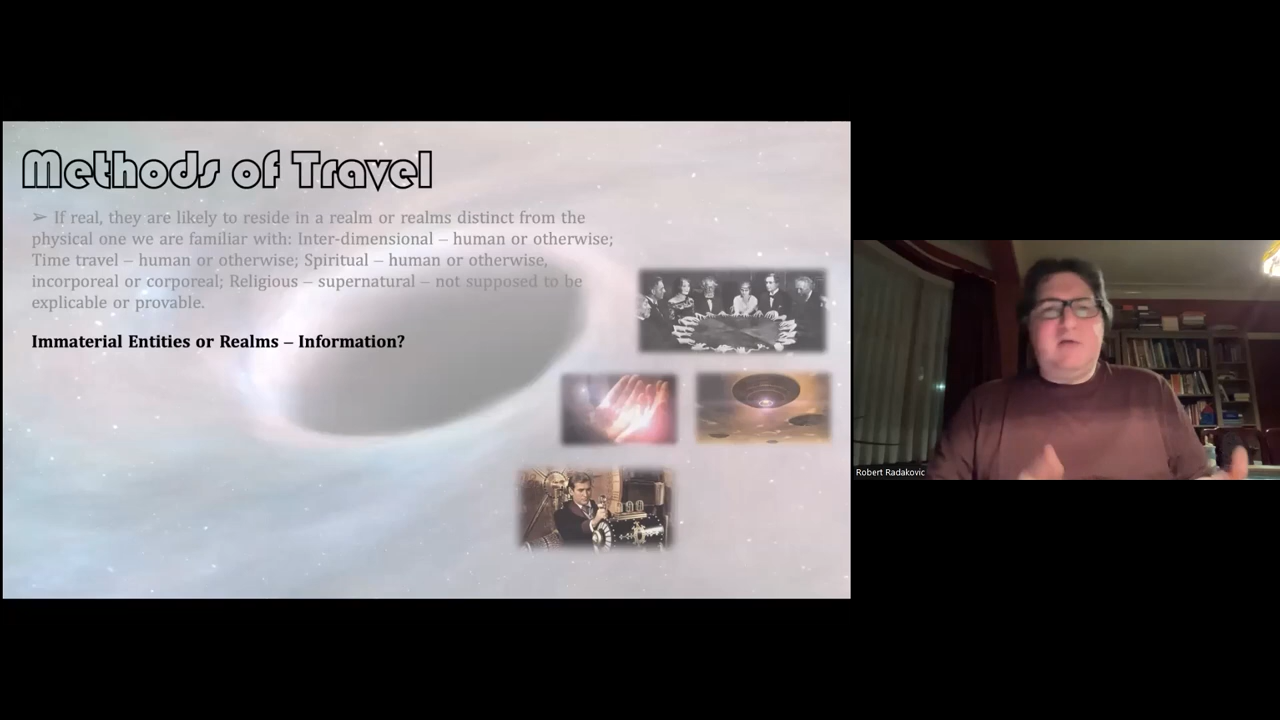 Methods of Travel
➢ If real, they are likely to reside in a realm or realms distinct from the
physical one we are familiar with: Inter-dimensional – human or otherwise;
Time travel – human or otherwise; Spiritual – human or otherwise,
incorporeal or corporeal; Religious – supernatural – not supposed to be
explicable or provable.
Immaterial Entities or Realms – Information?
Robert Radakovic